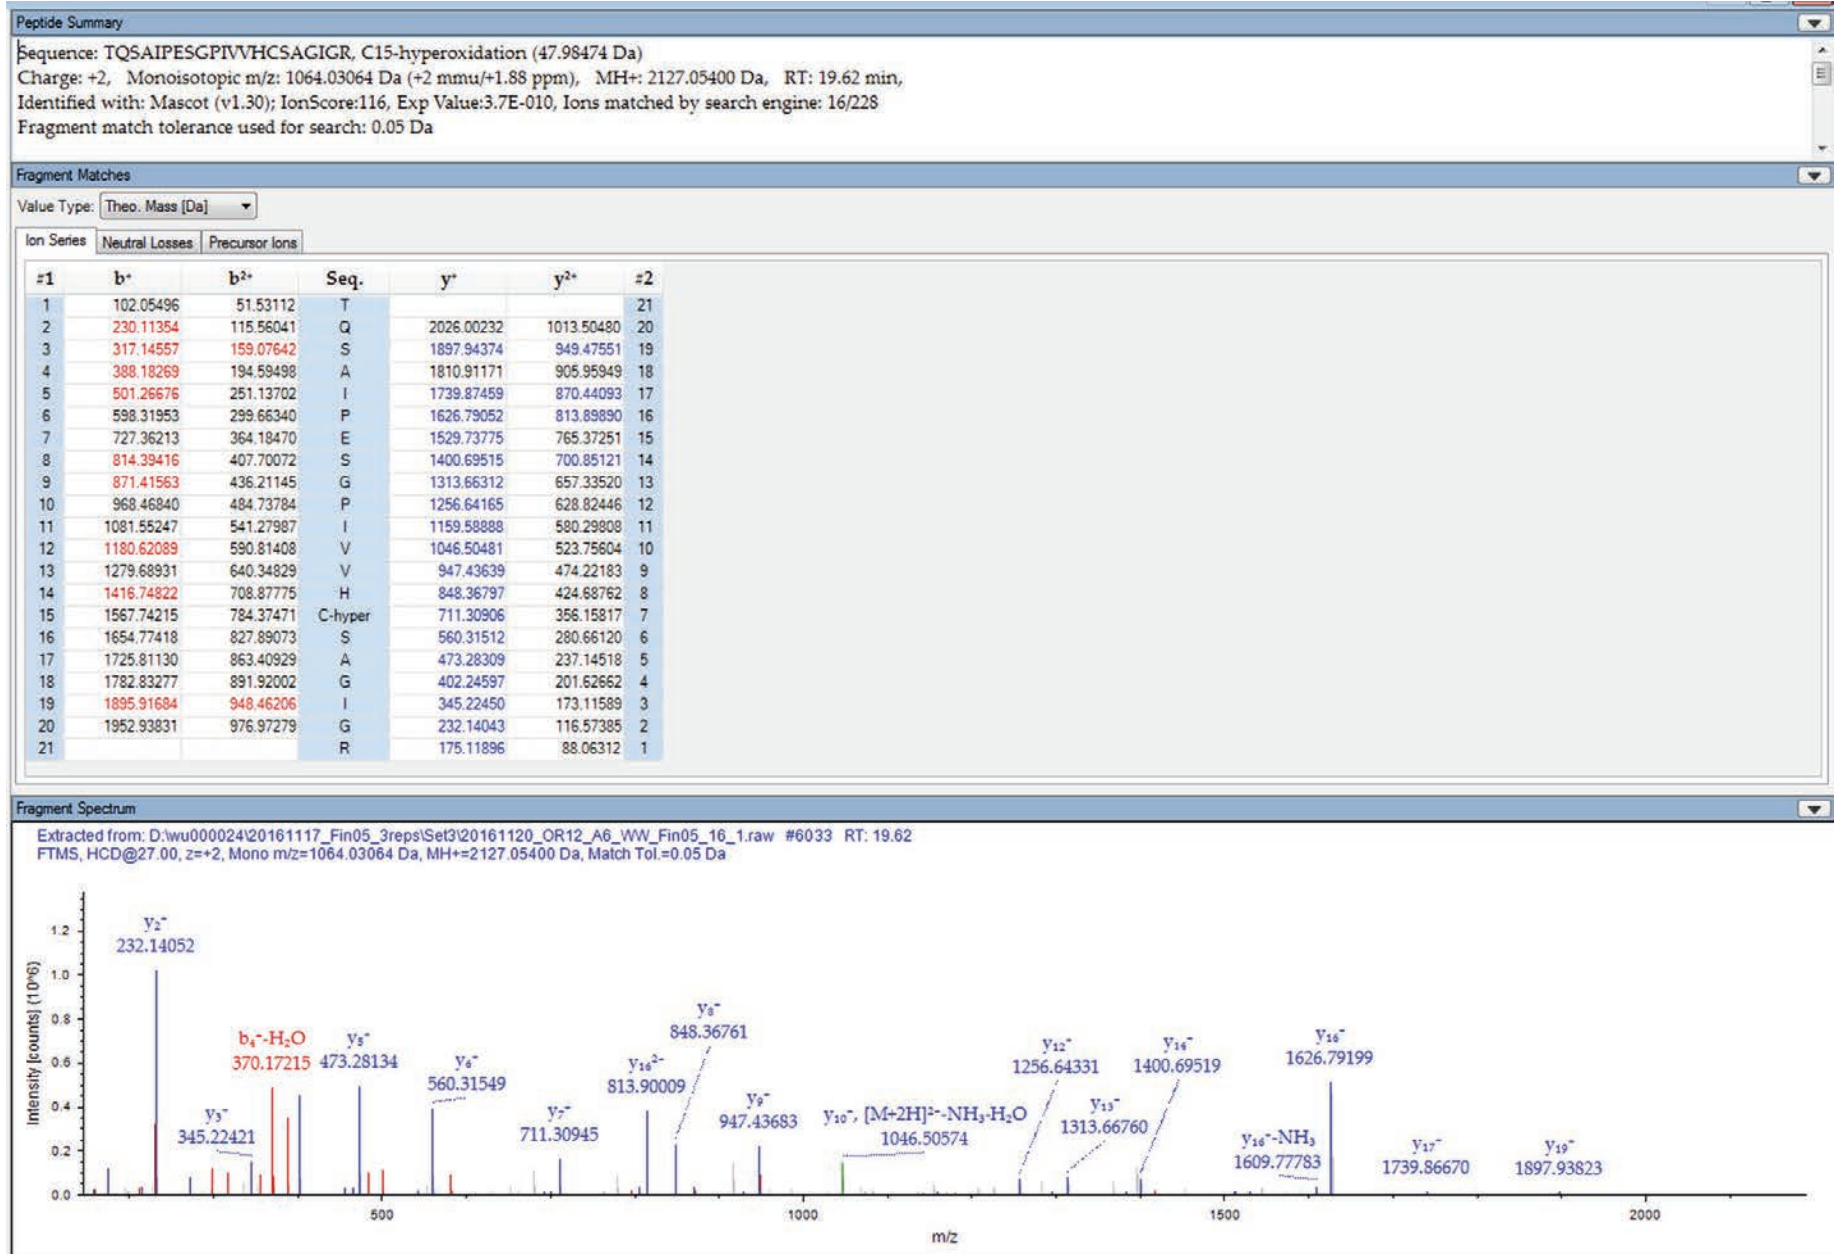 Peptide Summary
Sequence: TQSAIPESGPIVVHCSAGIGR, C15-hyperoxidation (47.98474 Da)
Charge: +2, Monoisotopic m/z: 1064.03064 Da (+2 mmu/+1.88 ppm), MH+: 2127.05400 Da, RT: 19.62 min,
Identified with: Mascot (v1.30); IonScore:116, Exp Value:3.7E-010, Ions matched by search engine: 16/228
Fragment match tolerance used for search: 0.05 Da
Fragment Matches
Value Type: Theo. Mass [Da]
Ion Series Neutral Losses Precursor Ions
#1 b⁺ b²⁺ Seq. y⁺ y²⁺ #2
1 102.05496 51.53112 T 21
2 230.11354 115.56041 Q 2026.00232 1013.50480 20
3 317.14557 159.07642 S 1897.94374 949.47551 19
4 388.18269 194.59498 A 1810.91171 905.95949 18
5 501.26676 251.13702 I 1739.87459 870.44093 17
6 598.31953 299.66340 P 1626.79052 813.89890 16
7 727.36213 364.18470 E 1529.73775 765.37251 15
8 814.39416 407.70072 S 1400.69515 700.85121 14
9 871.41563 436.21145 G 1313.66312 657.33520 13
10 968.46840 484.73784 P 1256.64165 628.82446 12
11 1081.55247 541.27987 I 1159.58888 580.29808 11
12 1180.62089 590.81408 V 1046.50481 523.75604 10
13 1279.68931 640.34829 V 947.43639 474.22183 9
14 1416.74822 708.87775 H 848.36797 424.68762 8
15 1567.74215 784.37471 C-hyper 711.30906 356.15817 7
16 1654.77418 827.89073 S 560.31512 280.66120 6
17 1725.81130 863.40929 A 473.28309 237.14518 5
18 1782.83277 891.92002 G 402.24597 201.62662 4
19 1895.91684 948.46206 I 345.22450 173.11589 3
20 1952.93831 976.97279 G 232.14043 116.57385 2
21 R 175.11896 88.06312 1
Fragment Spectrum
Extracted from: D:\wu000024\20161117_Fin05_3reps\Set3\20161120_OR12_A6_WW_Fin05_16_1.raw #6033 RT: 19.62
FTMS, HCD@27.00, z=+2, Mono m/z=1064.03064 Da, MH+=2127.05400 Da, Match Tol.=0.05 Da
Intensity [counts] (10^6)
1.2
1.0
0.8
0.6
0.4
0.2
0.0
y₂⁺
232.14052
y₃⁺
345.22421
b₄⁺-H₂O
370.17215
y₅⁺
473.28134
y₆⁺
560.31549
y₇⁺
711.30945
y₁₆²⁺
813.90009
y₈⁺
848.36761
y₉⁺
947.43683
y₁₀⁺, [M+2H]²⁺-NH₃-H₂O
1046.50574
y₁₂⁺
1256.64331
y₁₃⁺
1313.66760
y₁₄⁺
1400.69519
y₁₆⁺-NH₃
1609.77783
y₁₆⁺
1626.79199
y₁₇⁺
1739.86670
y₁₉⁺
1897.93823
500 1000 1500 2000
m/z